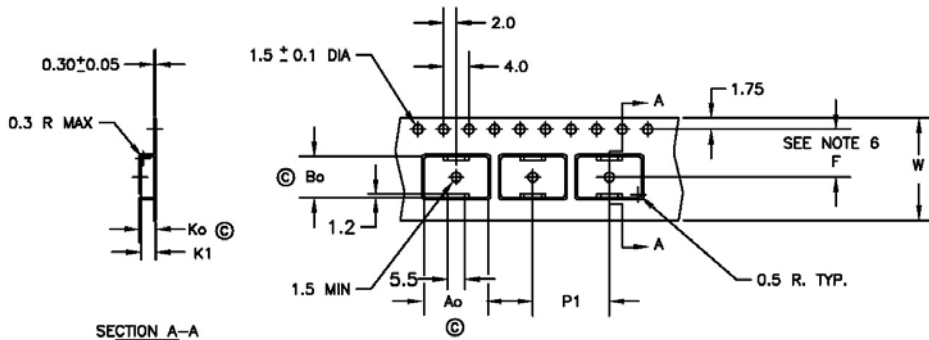 2.0
1.5 ± 0.1 DIA
4.0
0.30±0.05
0.3 R MAX
A
1.75
SEE NOTE 6
F
W
Ⓒ Bo
1.2
Ko Ⓒ
K1
5.5
1.5 MIN
Ao
Ⓒ
P1
A
0.5 R. TYP.
SECTION A-A